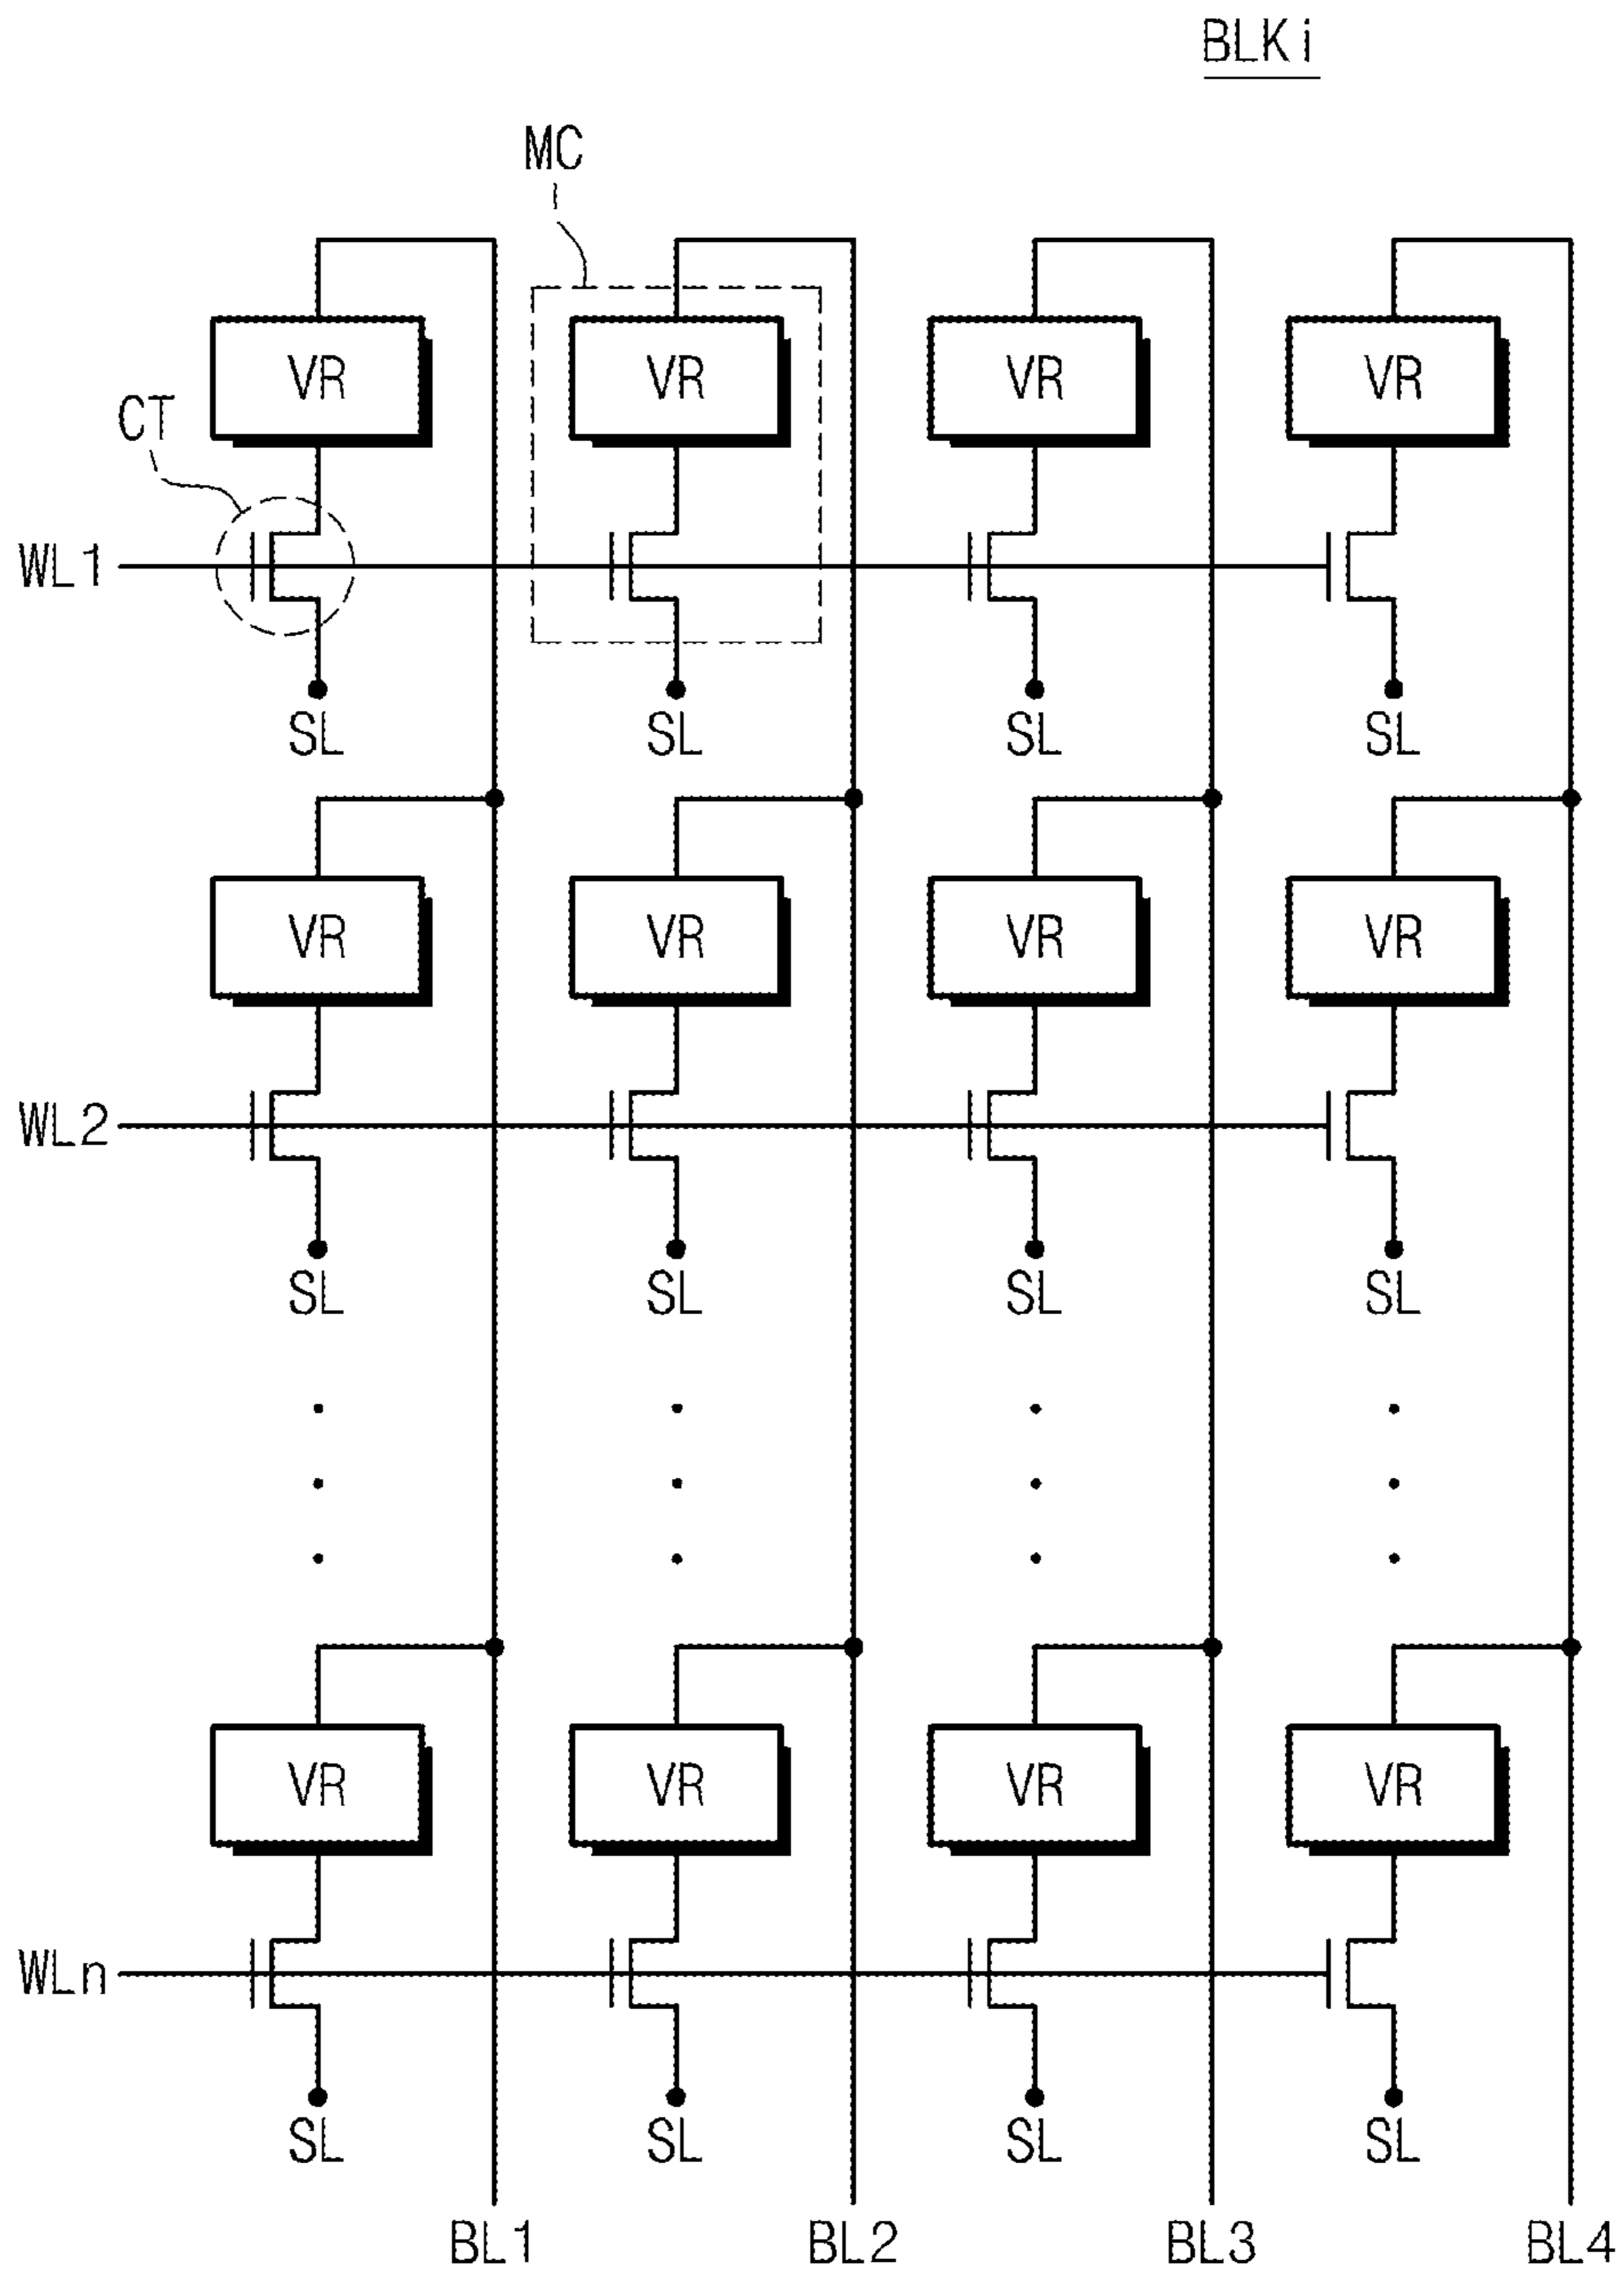 BLKi
MC
VR VR VR VR
CT
WL1
SL SL SL SL
VR VR VR VR
WL2
SL SL SL SL
VR VR VR VR
WLn
SL SL SL SL
BL1 BL2 BL3 BL4